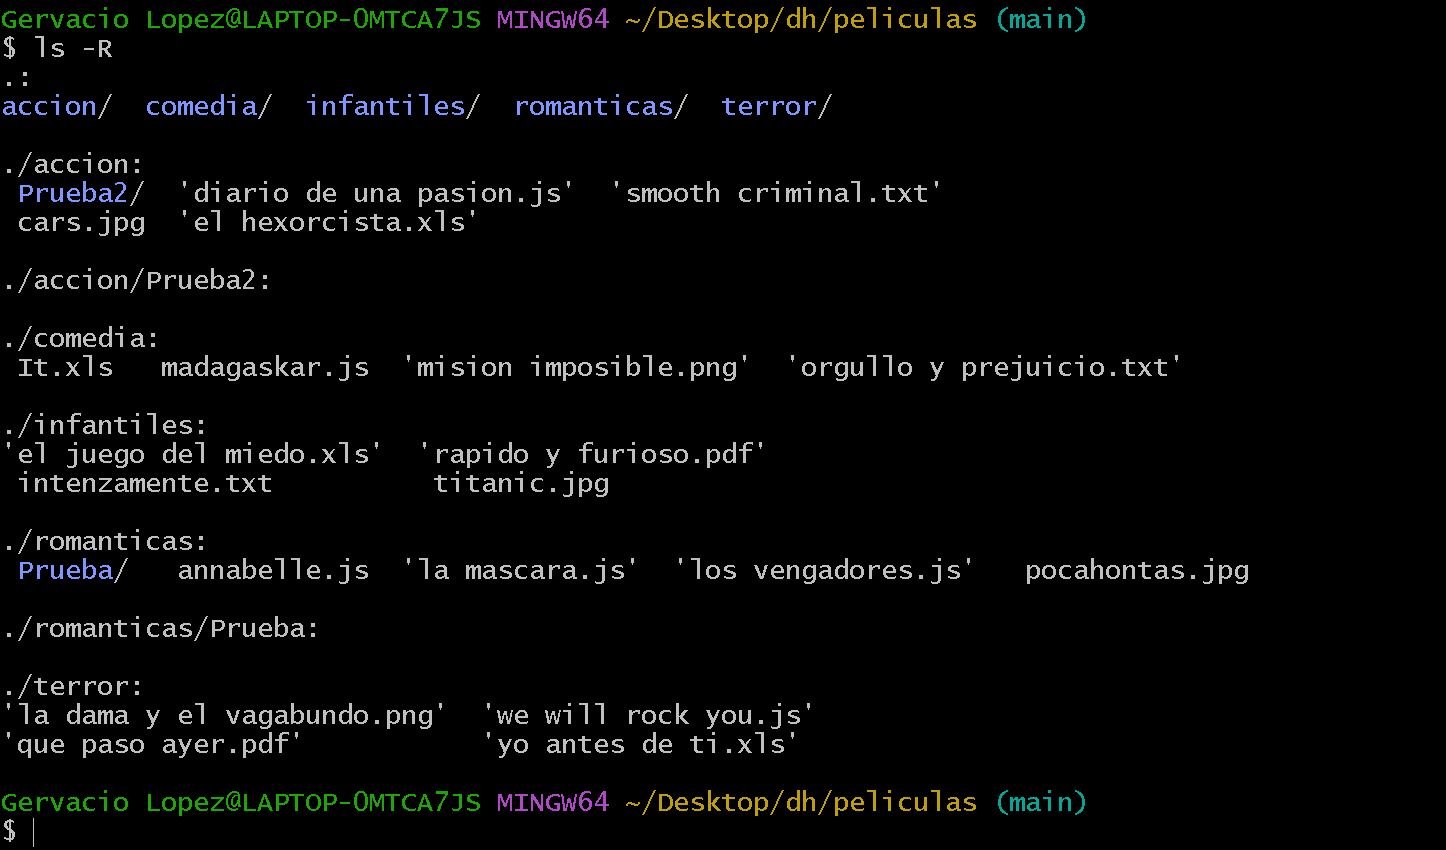 Gervacio Lopez@LAPTOP-0MTCA7JS MINGW64 ~/Desktop/dh/peliculas (main)
$ ls -R
.:
accion/  comedia/  infantiles/  romanticas/  terror/

./accion:
 Prueba2/  'diario de una pasion.js'  'smooth criminal.txt'
 cars.jpg  'el hexorcista.xls'

./accion/Prueba2:

./comedia:
 It.xls   madagaskar.js  'mision imposible.png'  'orgullo y prejuicio.txt'

./infantiles:
'el juego del miedo.xls'  'rapido y furioso.pdf'
 intenzamente.txt          titanic.jpg

./romanticas:
 Prueba/   annabelle.js  'la mascara.js'  'los vengadores.js'   pocahontas.jpg

./romanticas/Prueba:

./terror:
'la dama y el vagabundo.png'  'we will rock you.js'
'que paso ayer.pdf'           'yo antes de ti.xls'

Gervacio Lopez@LAPTOP-0MTCA7JS MINGW64 ~/Desktop/dh/peliculas (main)
$